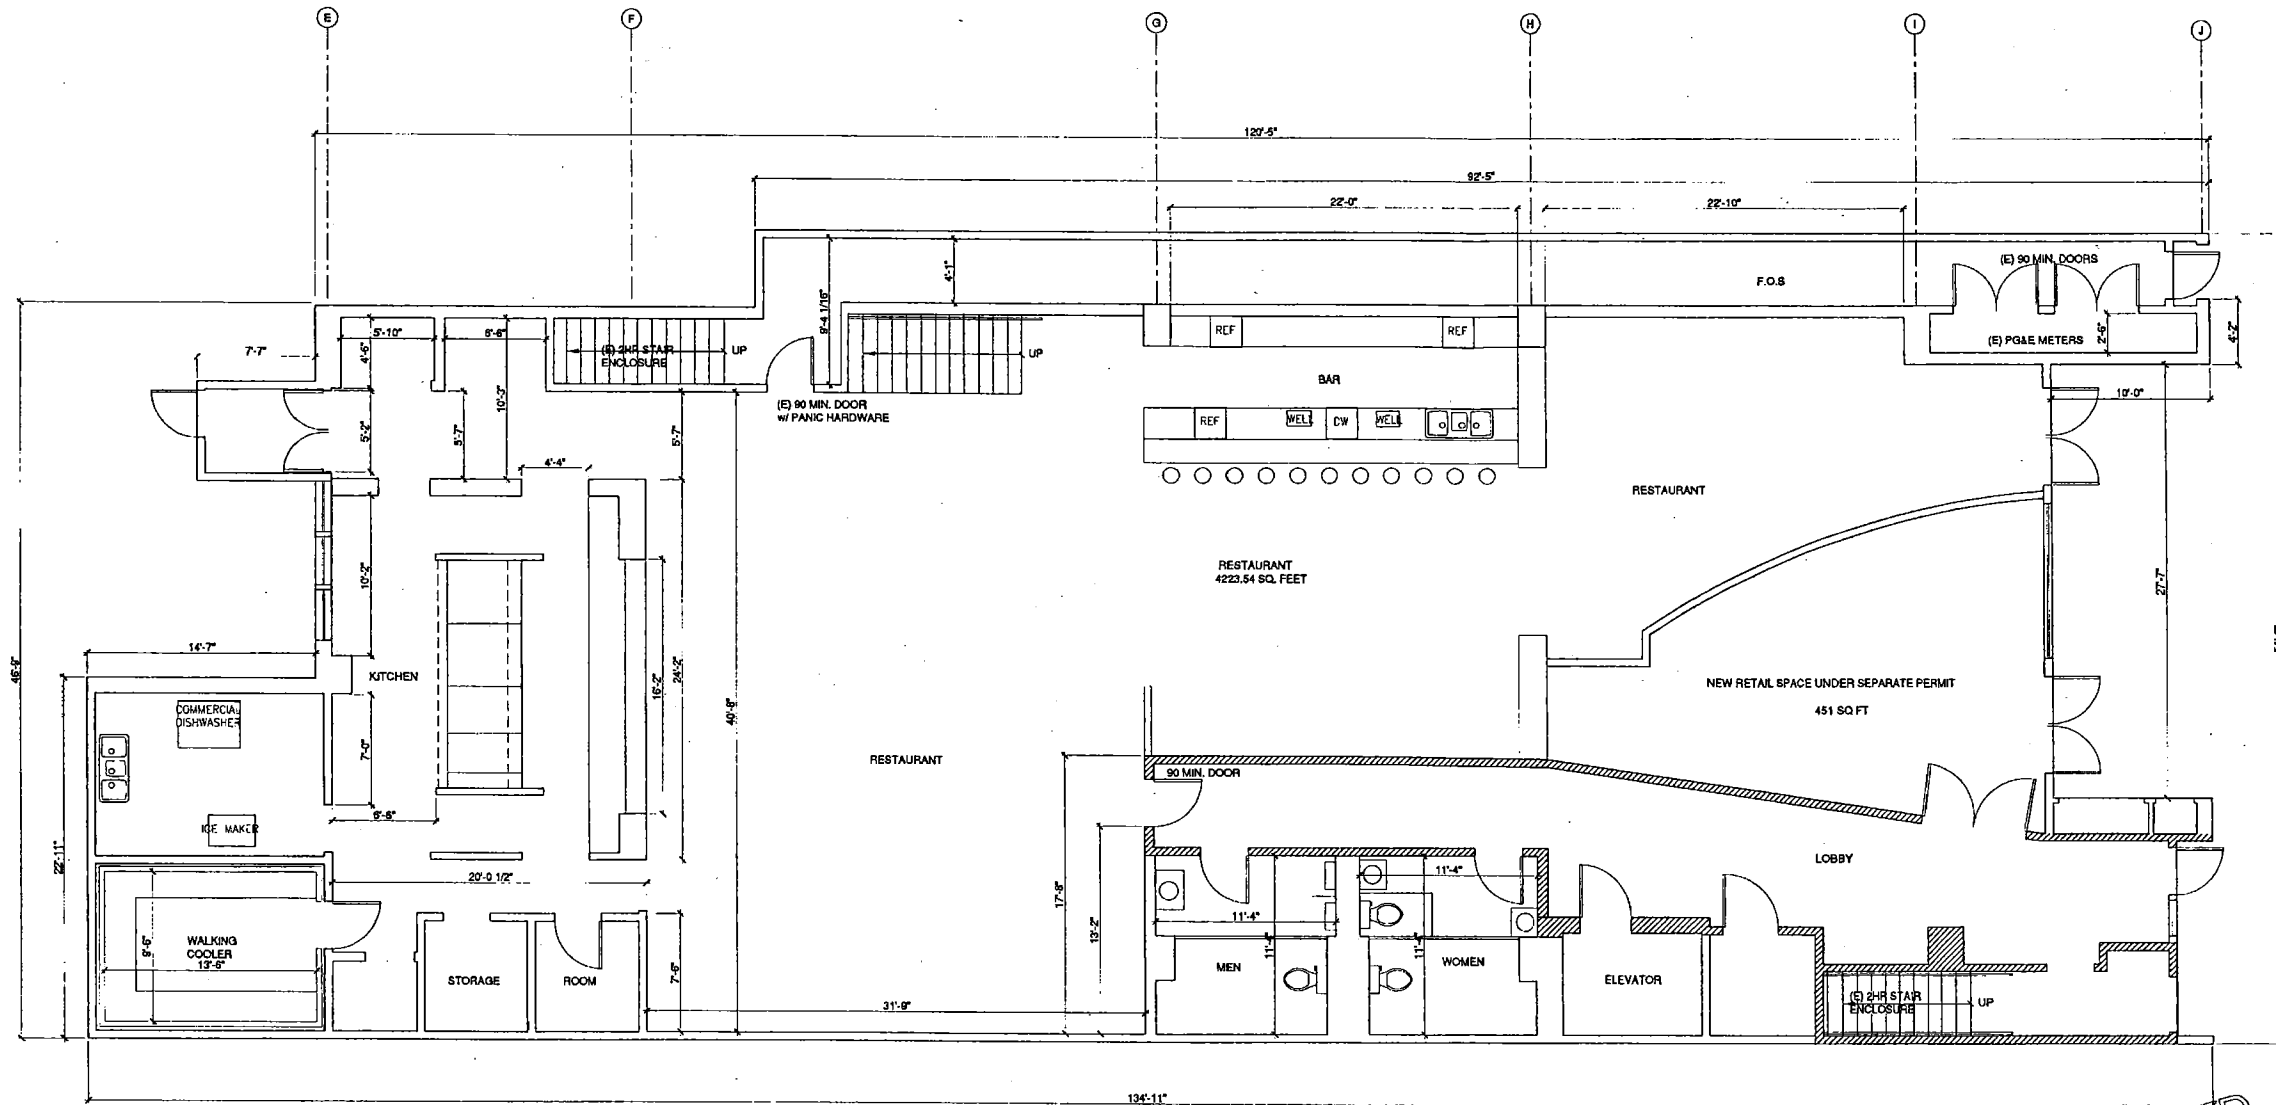 E
F
G
H
I
J
120'-5"
92'-5"
22'-0"
22'-10"
(E) 90 MIN. DOORS
F.O.S
4'-1"
9'-4 1/16"
5'-10"
6'-6"
4'-6"
7'-7"
(E) 2HR STAIR
ENCLOSURE
UP
UP
REF
REF
2'-6"
4'-2"
(E) PG&E METERS
BAR
10'-3"
10'-0"
(E) 90 MIN. DOOR
w/ PANIC HARDWARE
REF
WELL
DW
WELL
5'-2"
5'-7"
5'-7"
4'-4"
RESTAURANT
RESTAURANT
4223.54 SQ. FEET
10'-2"
27'-7"
14'-7"
46'-9"
KITCHEN
16'-2"
24'-2"
40'-8"
NEW RETAIL SPACE UNDER SEPARATE PERMIT
451 SQ FT
COMMERCIAL
DISHWASHER
7'-0"
RESTAURANT
90 MIN. DOOR
6'-6"
ICE MAKER
22'-11"
LOBBY
20'-0 1/2"
11'-4"
17'-8"
13'-2"
11'-4"
11'-4"
11'-4"
WALKING
COOLER
9'-6"
13'-6"
STORAGE
ROOM
7'-6"
MEN
WOMEN
ELEVATOR
31'-9"
(E) 2HR STAIR
ENCLOSURE
UP
134'-11"